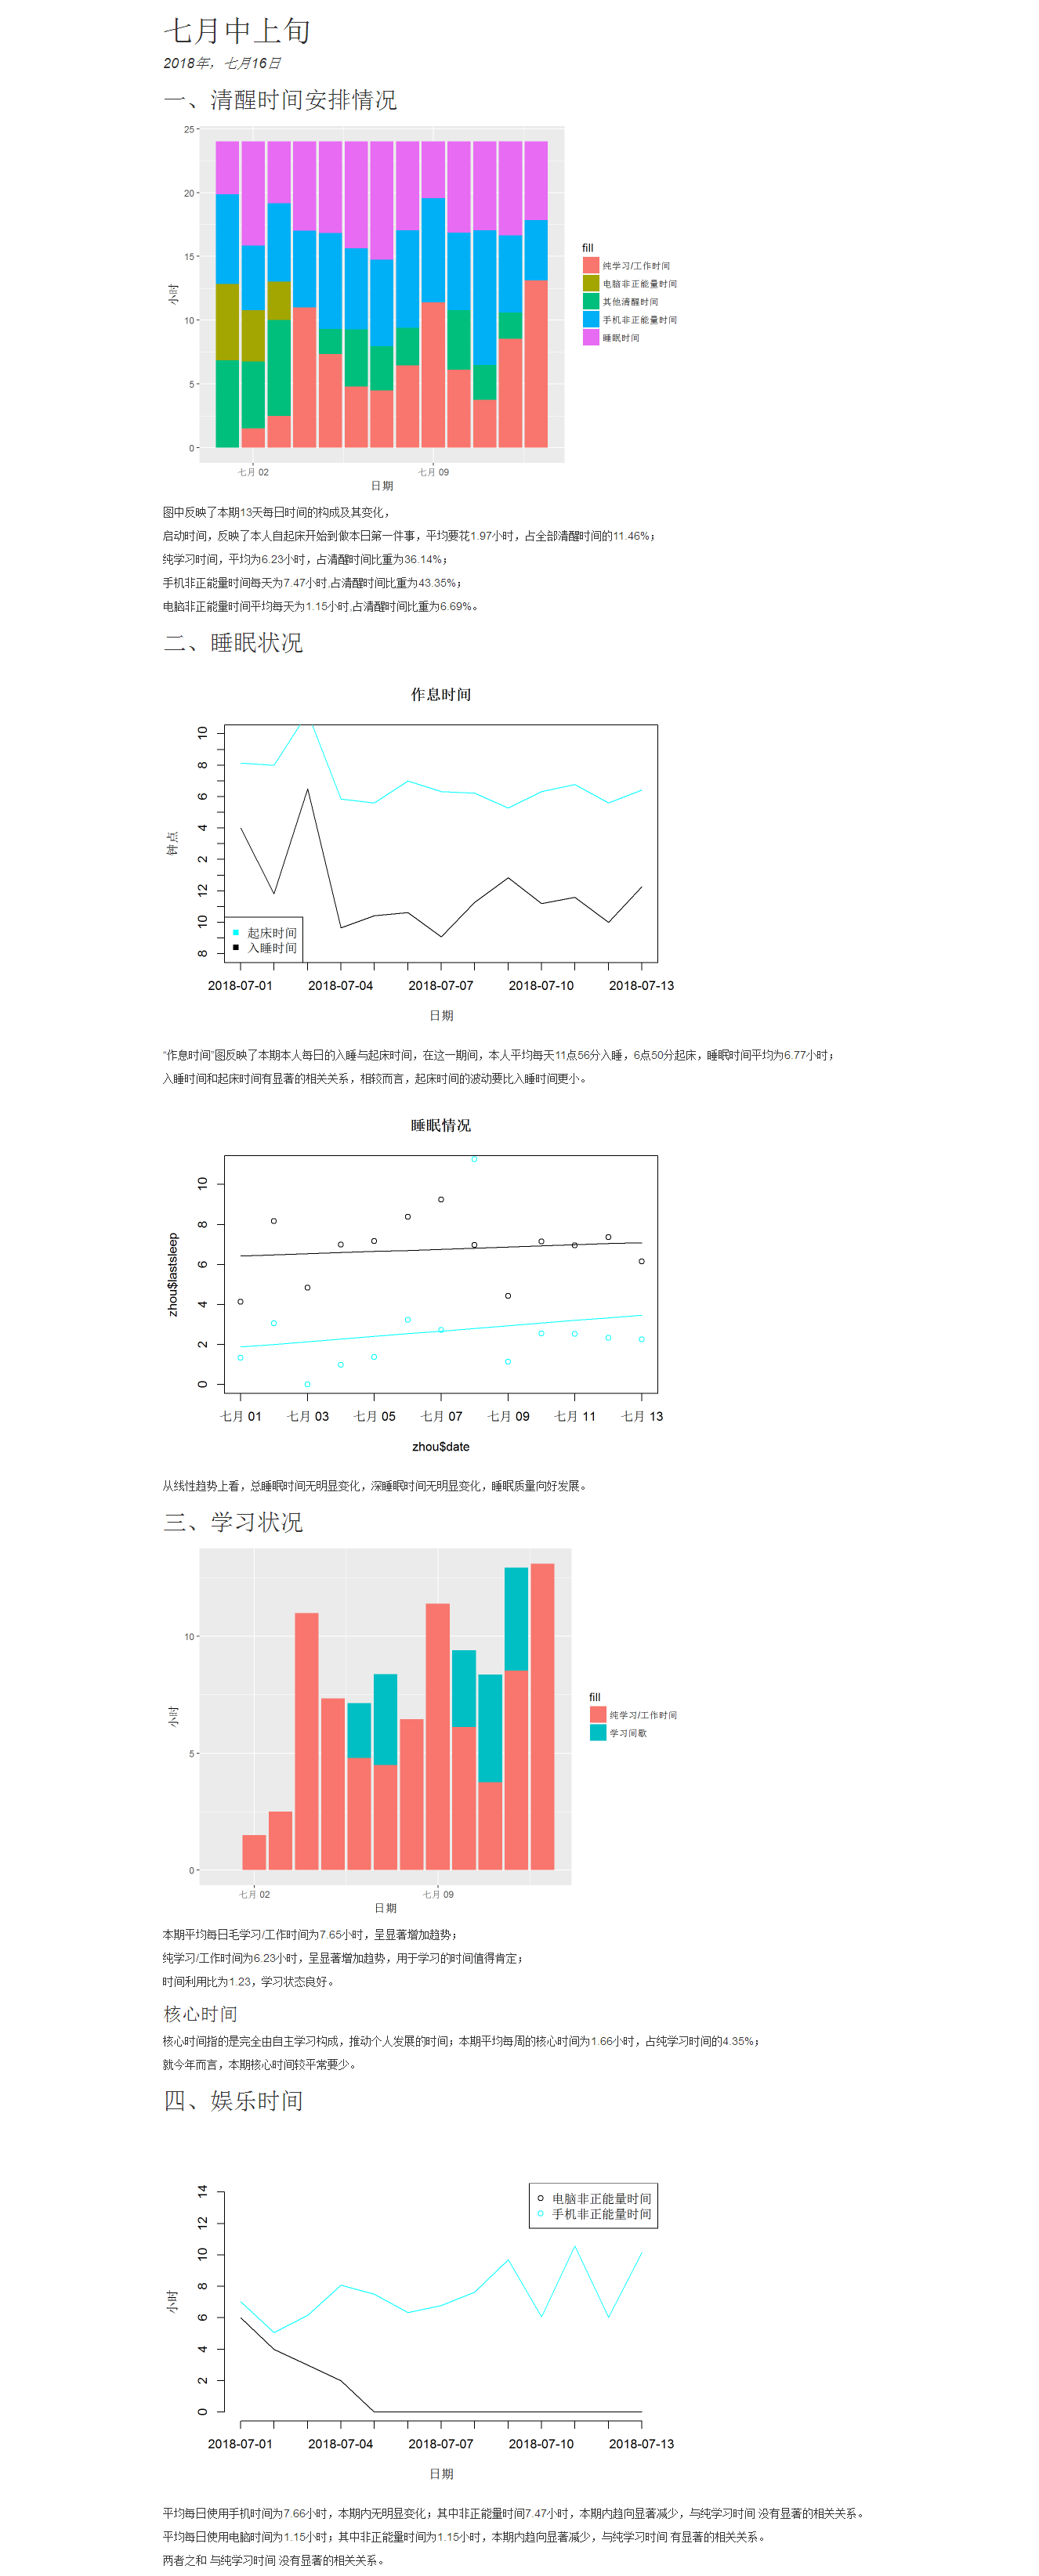 七月中上旬
2018年，七月16日
一、清醒时间安排情况
25
20
15
10
5
0
小时
七月 02
七月 09
日期
fill
纯学习/工作时间
电脑非正能量时间
其他清醒时间
手机非正能量时间
睡眠时间
图中反映了本期13天每日时间的构成及其变化，
启动时间，反映了本人自起床开始到做本日第一件事，平均要花1.97小时，占全部清醒时间的11.46%；
纯学习时间，平均为6.23小时，占清醒时间比重为36.14%；
手机非正能量时间每天为7.47小时,占清醒时间比重为43.35%；
电脑非正能量时间平均每天为1.15小时,占清醒时间比重为6.69%。
二、睡眠状况
作息时间
10
8
6
4
2
12
10
8
钟点
起床时间
入睡时间
2018-07-01
2018-07-04
2018-07-07
2018-07-10
2018-07-13
日期
“作息时间”图反映了本期本人每日的入睡与起床时间，在这一期间，本人平均每天11点56分入睡，6点50分起床，睡眠时间平均为6.77小时；
入睡时间和起床时间有显著的相关关系，相较而言，起床时间的波动要比入睡时间更小。
睡眠情况
10
8
6
4
2
0
zhou$lastsleep
七月 01
七月 03
七月 05
七月 07
七月 09
七月 11
七月 13
zhou$date
从线性趋势上看，总睡眠时间无明显变化，深睡眠时间无明显变化，睡眠质量向好发展。
三、学习状况
10
5
0
小时
七月 02
七月 09
日期
fill
纯学习/工作时间
学习间歇
本期平均每日毛学习/工作时间为7.65小时，呈显著增加趋势；
纯学习/工作时间为6.23小时，呈显著增加趋势，用于学习的时间值得肯定；
时间利用比为1.23，学习状态良好。
核心时间
核心时间指的是完全由自主学习构成，推动个人发展的时间；本期平均每周的核心时间为1.66小时，占纯学习时间的4.35%；
就今年而言，本期核心时间较平常要少。
四、娱乐时间
14
12
10
8
6
4
2
0
小时
电脑非正能量时间
手机非正能量时间
2018-07-01
2018-07-04
2018-07-07
2018-07-10
2018-07-13
日期
平均每日使用手机时间为7.66小时，本期内无明显变化；其中非正能量时间7.47小时，本期内趋向显著减少，与纯学习时间 没有显著的相关关系。
平均每日使用电脑时间为1.15小时；其中非正能量时间为1.15小时，本期内趋向显著减少，与纯学习时间 有显著的相关关系。
两者之和 与纯学习时间 没有显著的相关关系。